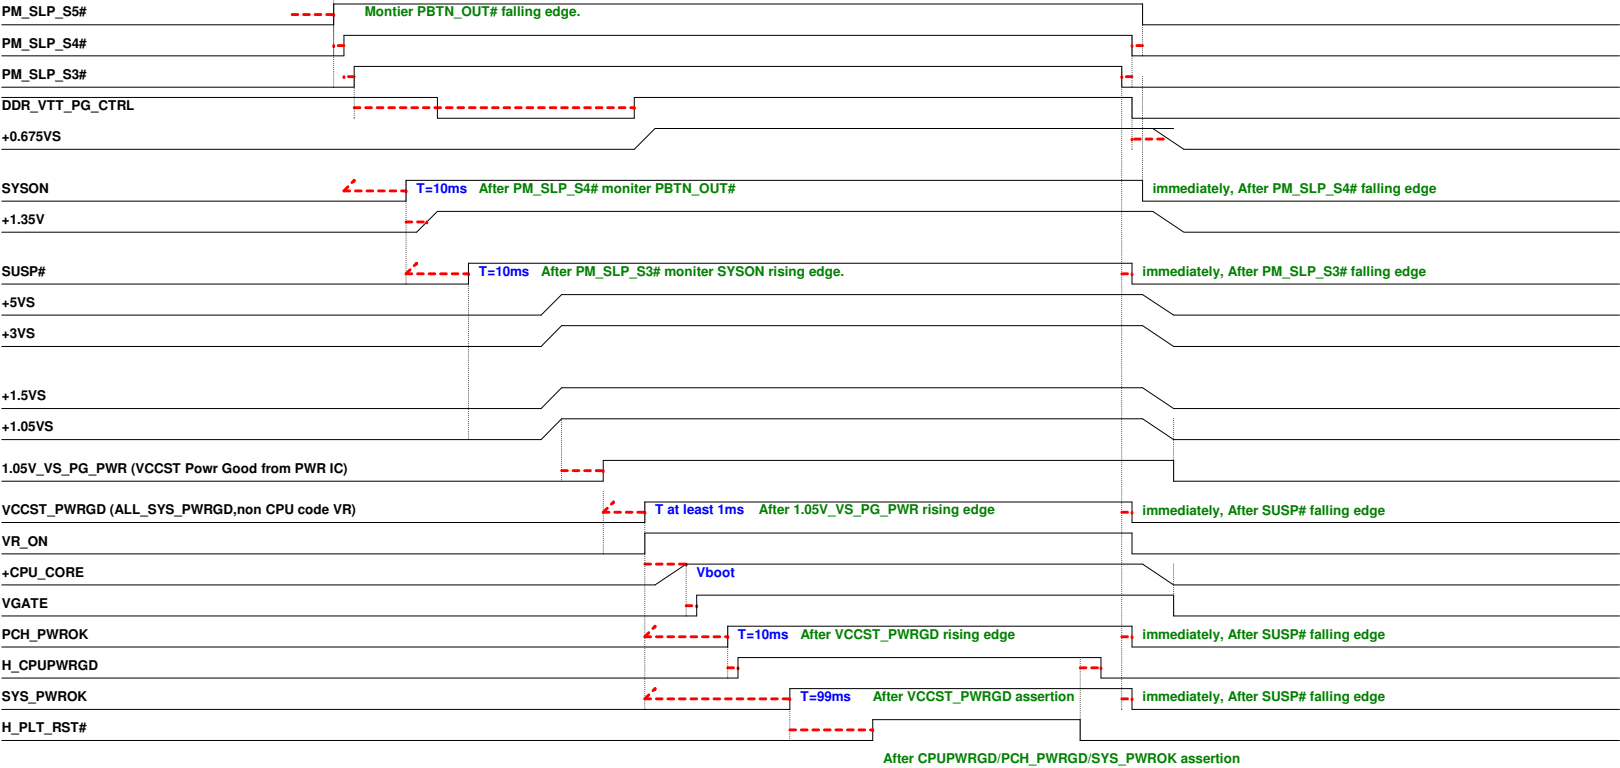 PM_SLP_S5# Montier PBTN_OUT# falling edge.
PM_SLP_S4#
PM_SLP_S3#
DDR_VTT_PG_CTRL
+0.675VS
SYSON T=10ms After PM_SLP_S4# moniter PBTN_OUT# immediately, After PM_SLP_S4# falling edge
+1.35V
SUSP# T=10ms After PM_SLP_S3# moniter SYSON rising edge. immediately, After PM_SLP_S3# falling edge
+5VS
+3VS
+1.5VS
+1.05VS
1.05V_VS_PG_PWR (VCCST Powr Good from PWR IC)
VCCST_PWRGD (ALL_SYS_PWRGD,non CPU code VR) T at least 1ms After 1.05V_VS_PG_PWR rising edge immediately, After SUSP# falling edge
VR_ON
+CPU_CORE Vboot
VGATE
PCH_PWROK T=10ms After VCCST_PWRGD rising edge immediately, After SUSP# falling edge
H_CPUPWRGD
SYS_PWROK T=99ms After VCCST_PWRGD assertion immediately, After SUSP# falling edge
H_PLT_RST#
After CPUPWRGD/PCH_PWRGD/SYS_PWROK assertion